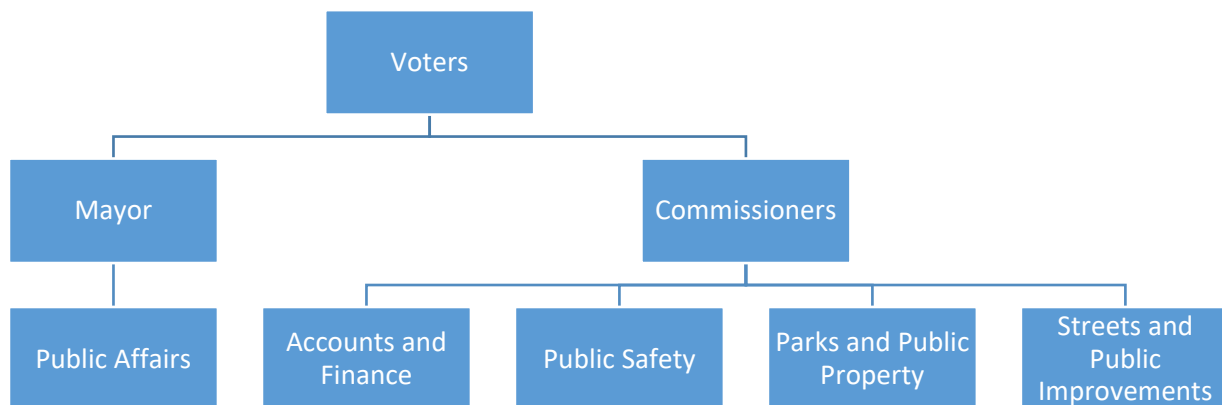 Voters
Mayor
Commissioners
Public Affairs
Accounts and
Finance
Public Safety
Parks and Public
Property
Streets and
Public
Improvements